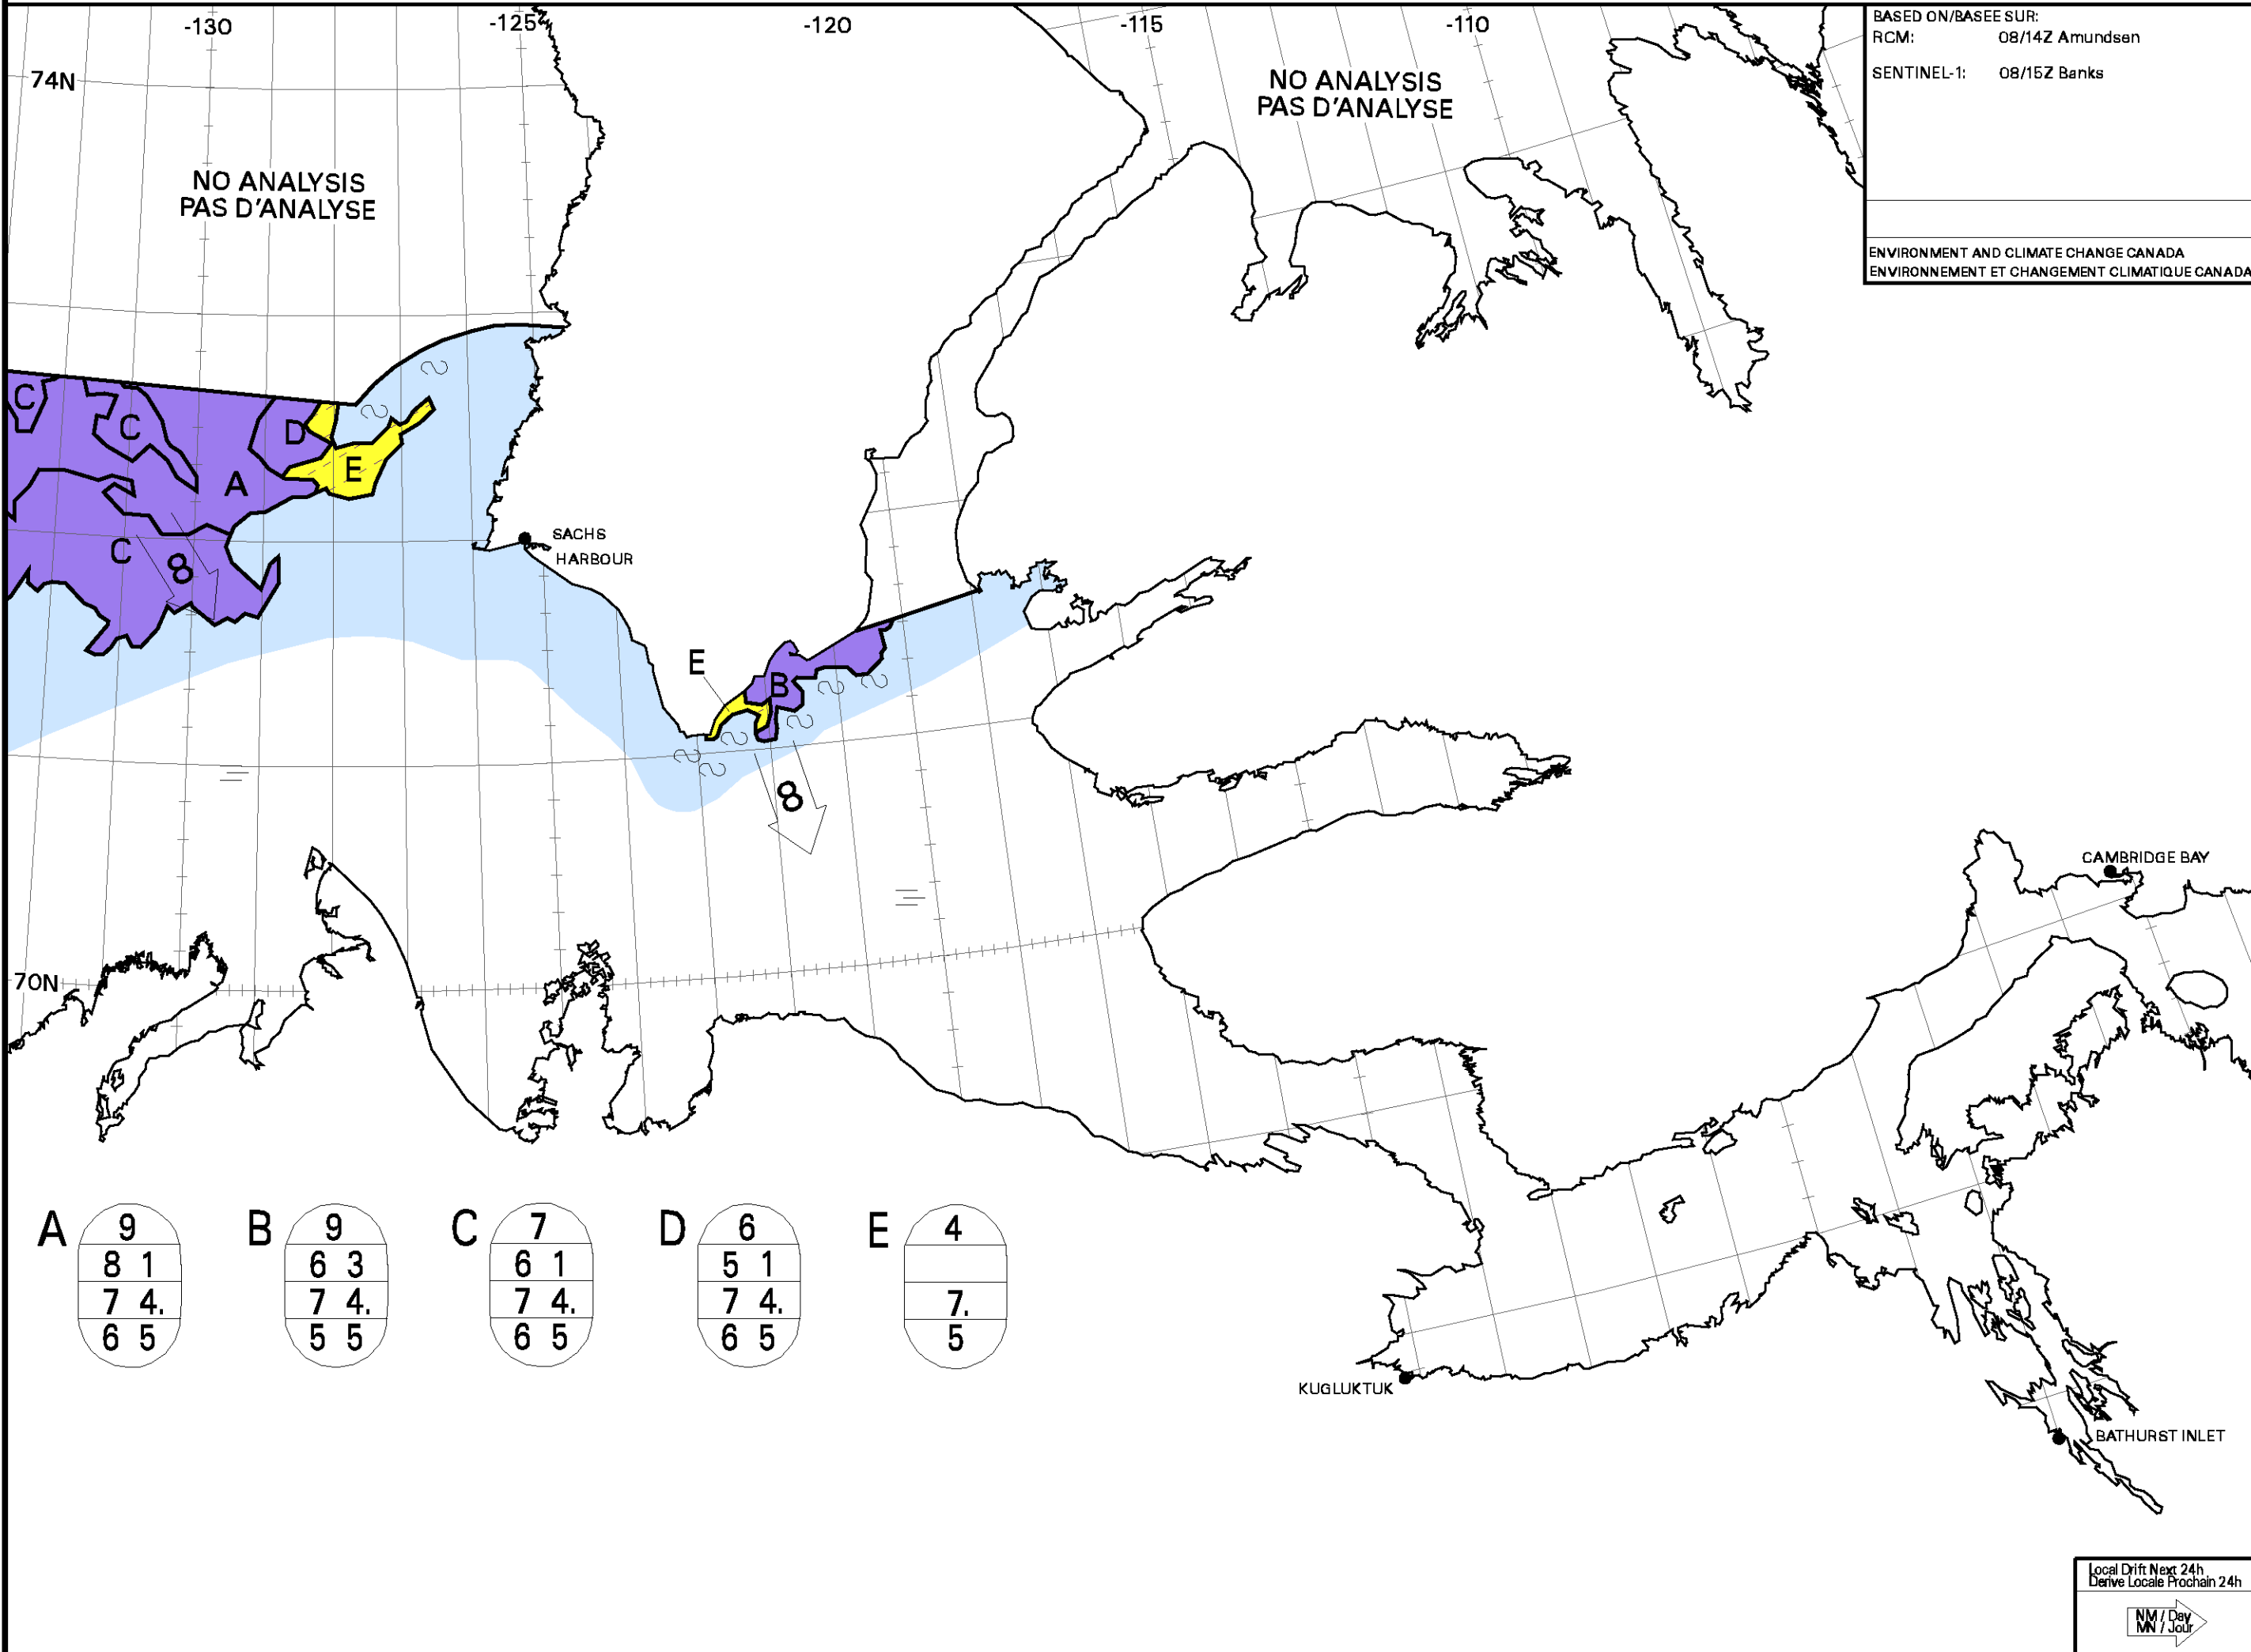 -130
-125
-120
-115
-110
BASED ON/BASEE SUR:
RCM: 08/14Z Amundsen
SENTINEL-1: 08/15Z Banks
ENVIRONMENT AND CLIMATE CHANGE CANADA
ENVIRONNEMENT ET CHANGEMENT CLIMATIQUE CANADA
74N
NO ANALYSIS
PAS D'ANALYSE
NO ANALYSIS
PAS D'ANALYSE
C
C
D
A
E
C
8
SACHS
HARBOUR
E
B
8
CAMBRIDGE BAY
70N
A
9
8 1
7 4.
6 5
B
9
6 3
7 4.
5 5
C
7
6 1
7 4.
6 5
D
6
5 1
7 4.
6 5
E
4
7.
5
KUGLUKTUK
BATHURST INLET
Local Drift Next 24h
Derive Locale Prochain 24h
NM / Day
MN / Jour